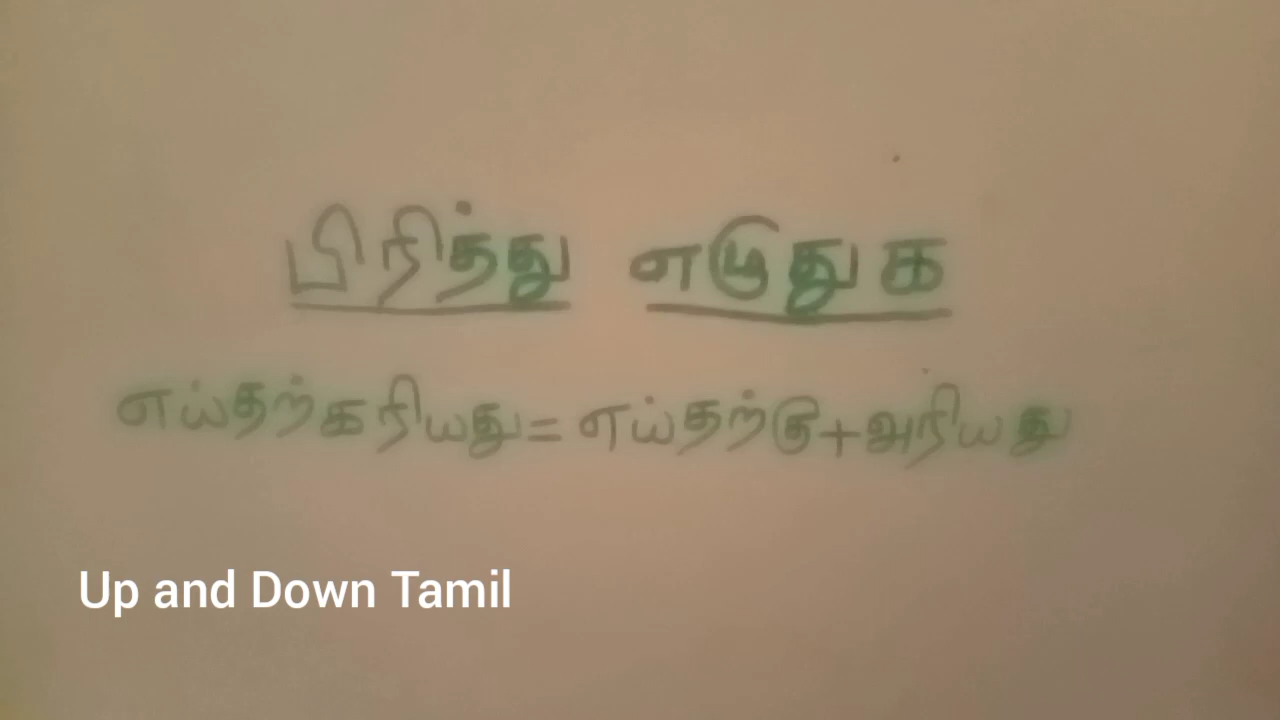 பிரித்து எழுதுக
எய்தற்கரியது = எய்தற்கு + அரியது
Up and Down Tamil